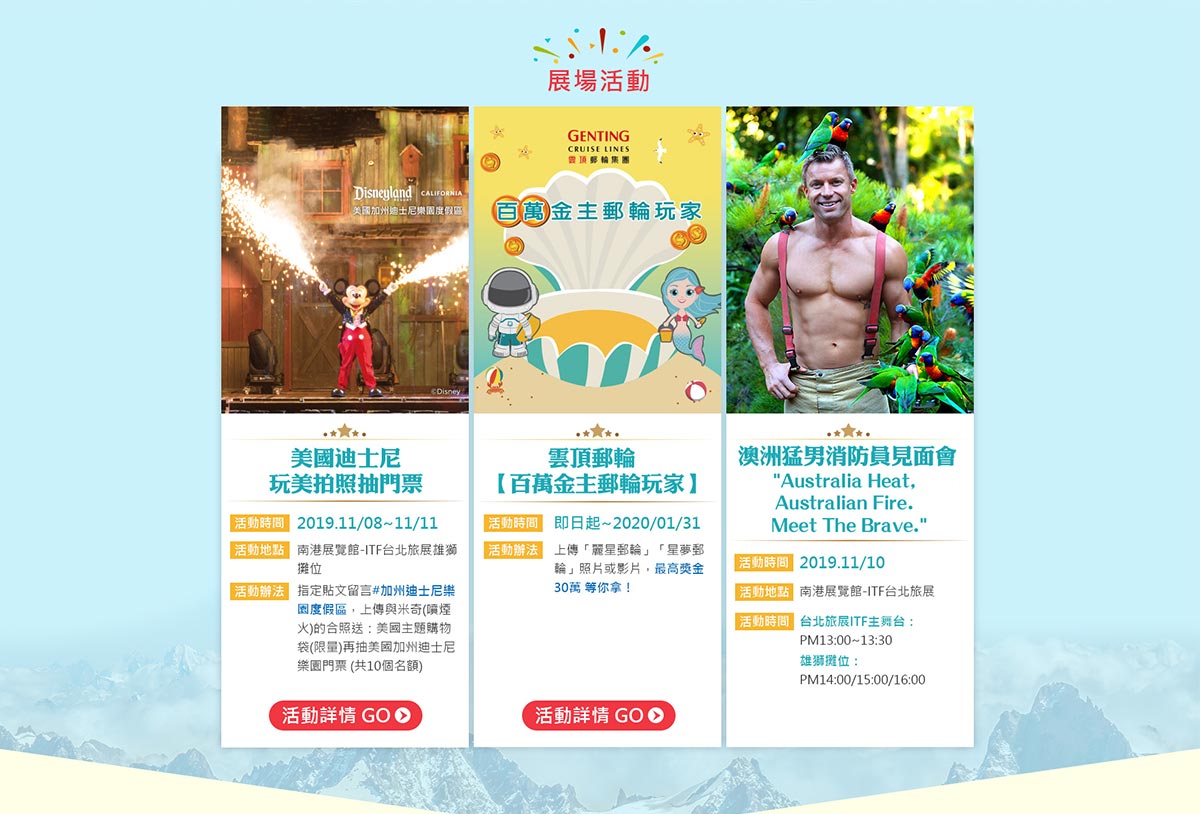 展場活動
Disneyland CALIFORNIA
美國加州迪士尼樂園度假區
©Disney
美國迪士尼
玩美拍照抽門票
活動時間 2019.11/08~11/11
活動地點 南港展覽館-ITF台北旅展雄獅
攤位
活動辦法 指定貼文留言#加州迪士尼樂
園度假區，上傳與米奇(噴煙
火)的合照送：美國主題購物
袋(限量)再抽美國加州迪士尼
樂園門票 (共10個名額)
活動詳情 GO
GENTING
CRUISE LINES
雲頂郵輪集團
百萬金主郵輪玩家
雲頂郵輪
【百萬金主郵輪玩家】
活動時間 即日起~2020/01/31
活動辦法 上傳「麗星郵輪」「星夢郵
輪」照片或影片，最高獎金
30萬 等你拿！
活動詳情 GO
澳洲猛男消防員見面會
"Australia Heat,
Australian Fire.
Meet The Brave."
活動時間 2019.11/10
活動地點 南港展覽館-ITF台北旅展
活動時間 台北旅展ITF主舞台：
PM13:00~13:30
雄獅攤位：
PM14:00/15:00/16:00